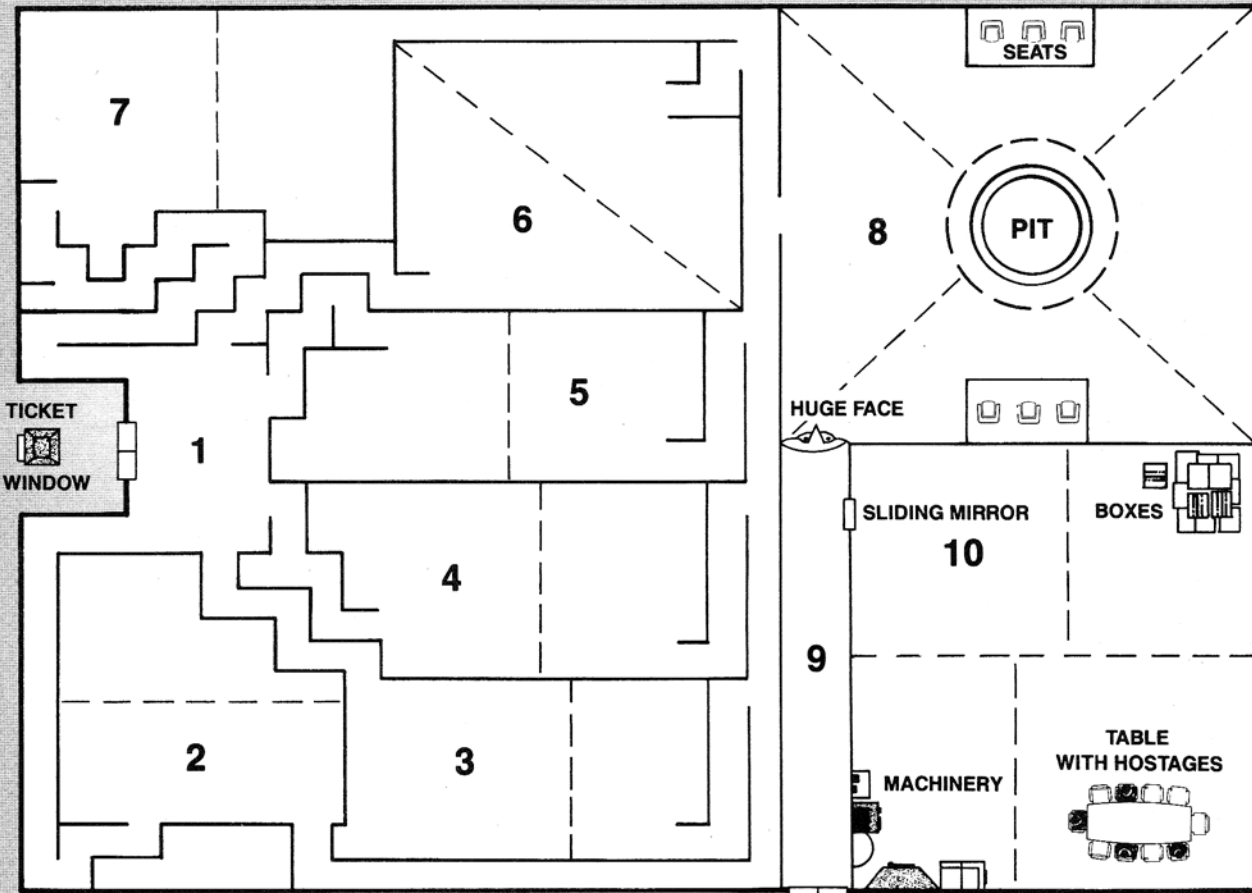 SEATS
7
6
8
PIT
5
HUGE FACE
TICKET
WINDOW
1
SLIDING MIRROR
BOXES
10
4
9
2
3
MACHINERY
TABLE
WITH HOSTAGES